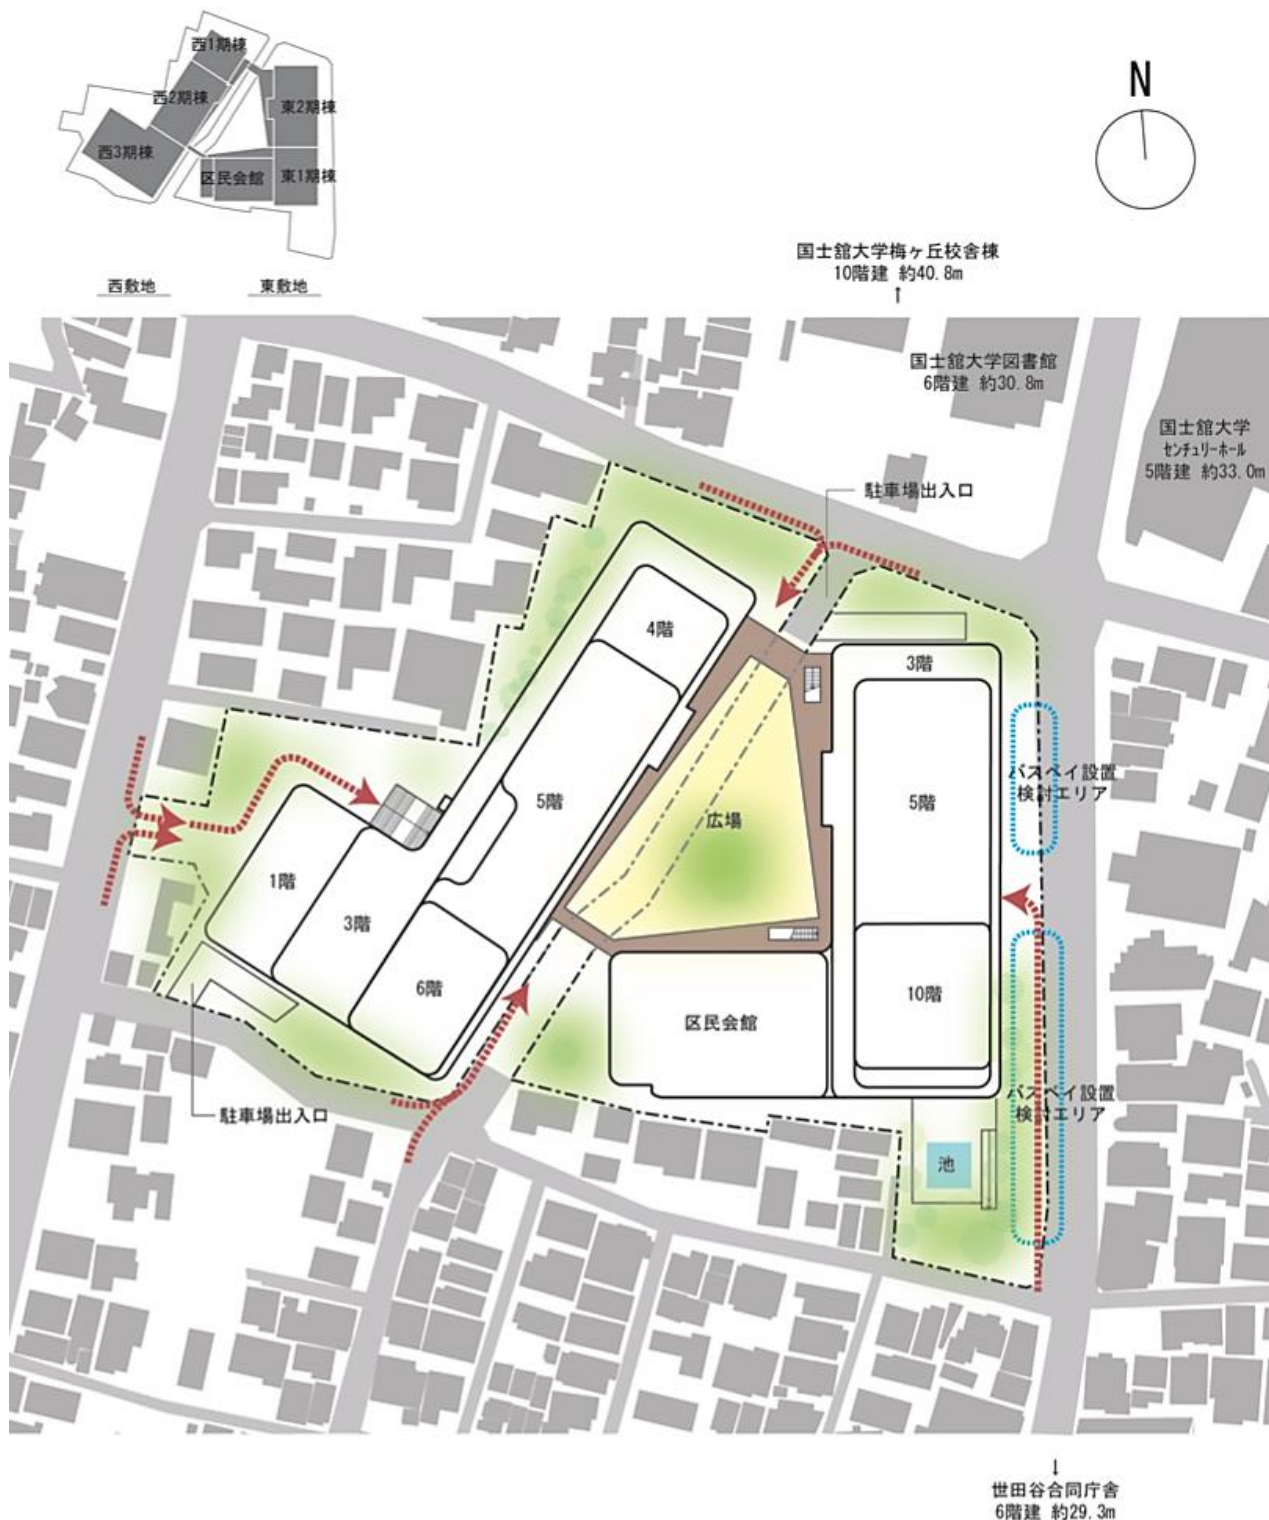 西1期棟
西2期棟
東2期棟
西3期棟
区民会館
東1期棟
西敷地
東敷地
N
国士舘大学梅ヶ丘校舎棟
10階建 約40.8m
↑
国士舘大学図書館
6階建 約30.8m
国士舘大学
センチュリーホール
5階建 約33.0m
駐車場出入口
4階
3階
バスベイ設置
検討エリア
5階
5階
広場
1階
3階
6階
10階
区民会館
バスベイ設置
検討エリア
駐車場出入口
池
↓
世田谷合同庁舎
6階建 約29.3m